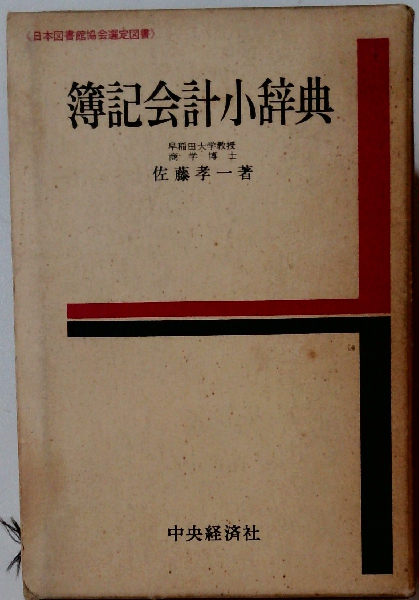 《日本図書館協会選定図書》
簿記会計小辞典
早稲田大学教授
商学博士
佐藤孝一著
中央経済社